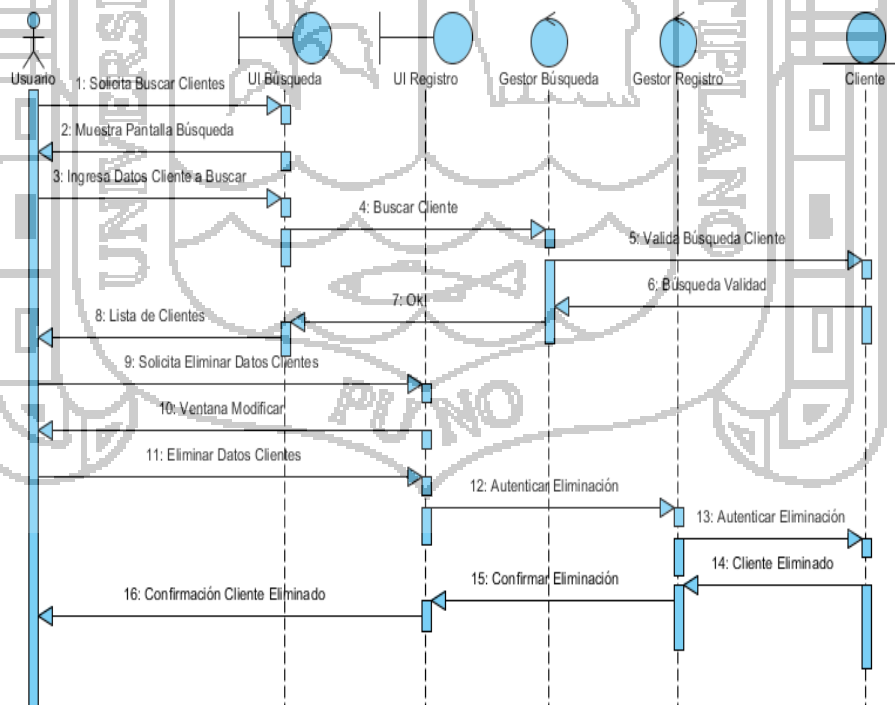 Usuario
UI Búsqueda
UI Registro
Gestor Búsqueda
Gestor Registro
Cliente
1: Solicita Buscar Clientes
2: Muestra Pantalla Búsqueda
3: Ingresa Datos Cliente a Buscar
4: Buscar Cliente
5: Valida Búsqueda Cliente
6: Búsqueda Validad
7: Ok
8: Lista de Clientes
9: Solicita Eliminar Datos Clientes
10: Ventana Modificar
11: Eliminar Datos Clientes
12: Autenticar Eliminación
13: Autenticar Eliminación
14: Cliente Eliminado
15: Confirmar Eliminación
16: Confirmación Cliente Eliminado
PUNO